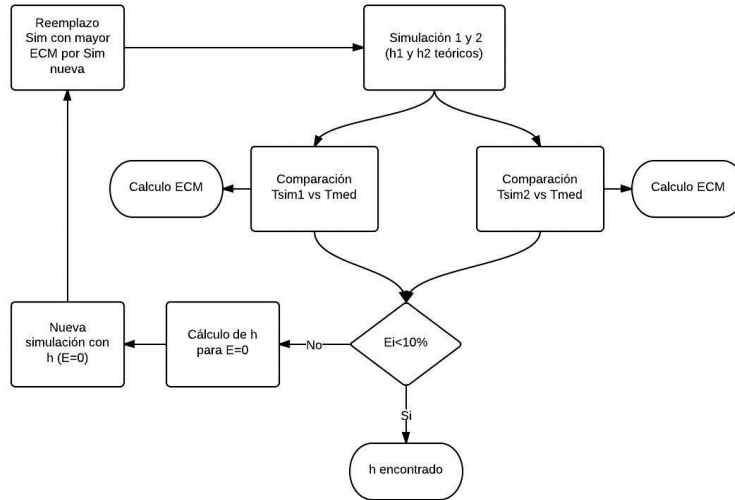 Reemplazo
Sim con mayor
ECM por Sim
nueva
Simulación 1 y 2
(h1 y h2 teóricos)
Calculo ECM
Comparación
Tsim1 vs Tmed
Comparación
Tsim2 vs Tmed
Calculo ECM
Nueva
simulación con
h (E=0)
Cálculo de h
para E=0
No
Ei<10%
Si
h encontrado